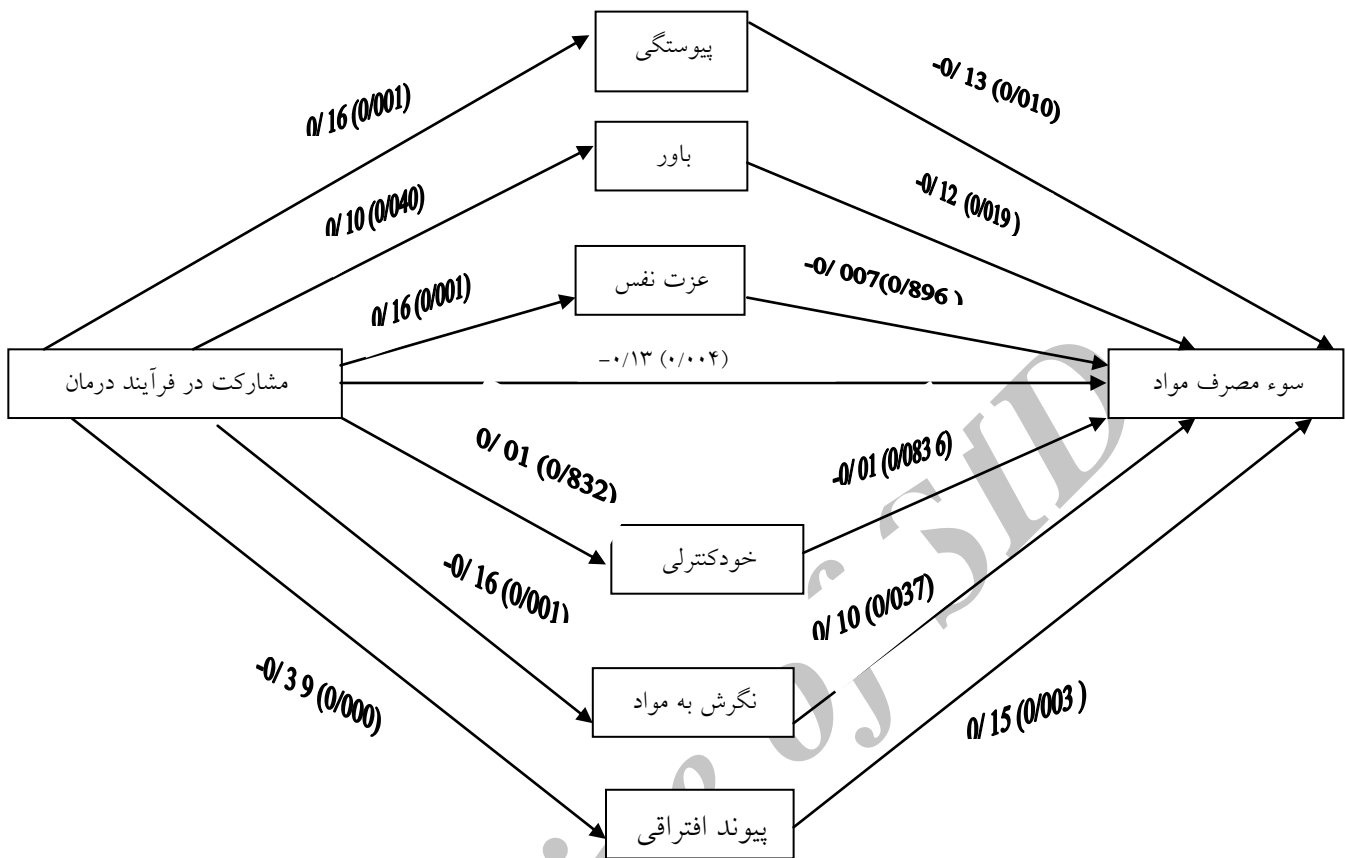 پیوستگی
-0/ 13 (0/010)
0/ 16 (0/001)
باور
-0/ 12 (0/019 )
0/ 10 (0/040)
عزت نفس
-0/ 007(0/896 )
0/ 16 (0/001)
-۰/۱۳ (۰/۰۰۴)
مشارکت در فرآیند درمان
سوء مصرف مواد
0/ 01 (0/832)
-0/ 01 (0/083 6)
خودکنترلی
-0/ 16 (0/001)
0/ 10 (0/037)
نگرش به مواد
-0/ 3 9 (0/000)
0/ 15 (0/003 )
پیوند افتراقی